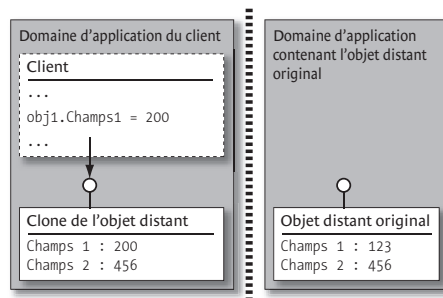 Domaine d'application du client
Client
...
obj1.Champs1 = 200
...
Clone de l'objet distant
Champs 1 : 200
Champs 2 : 456
Domaine d'application
contenant l'objet distant
original
Objet distant original
Champs 1 : 123
Champs 2 : 456